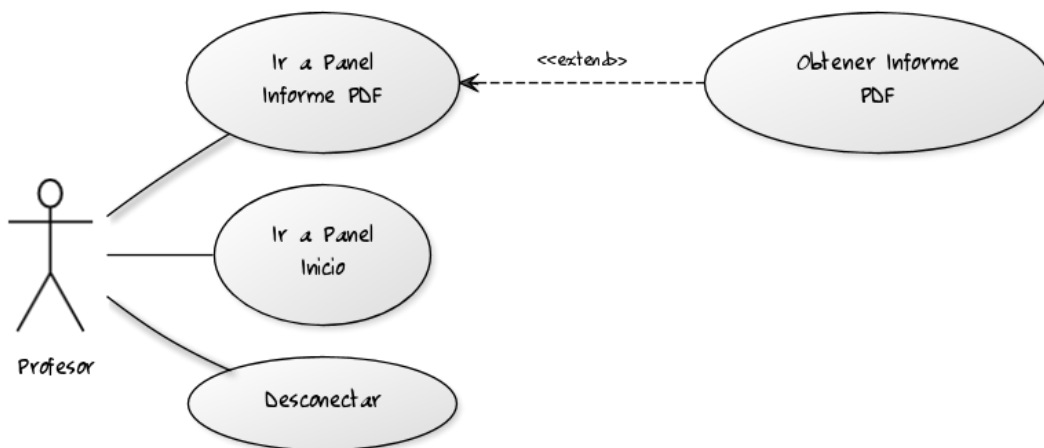 Ir a Panel
Informe PDF
<<extend>>
Obtener Informe
PDF
Ir a Panel
Inicio
Profesor
Desconectar